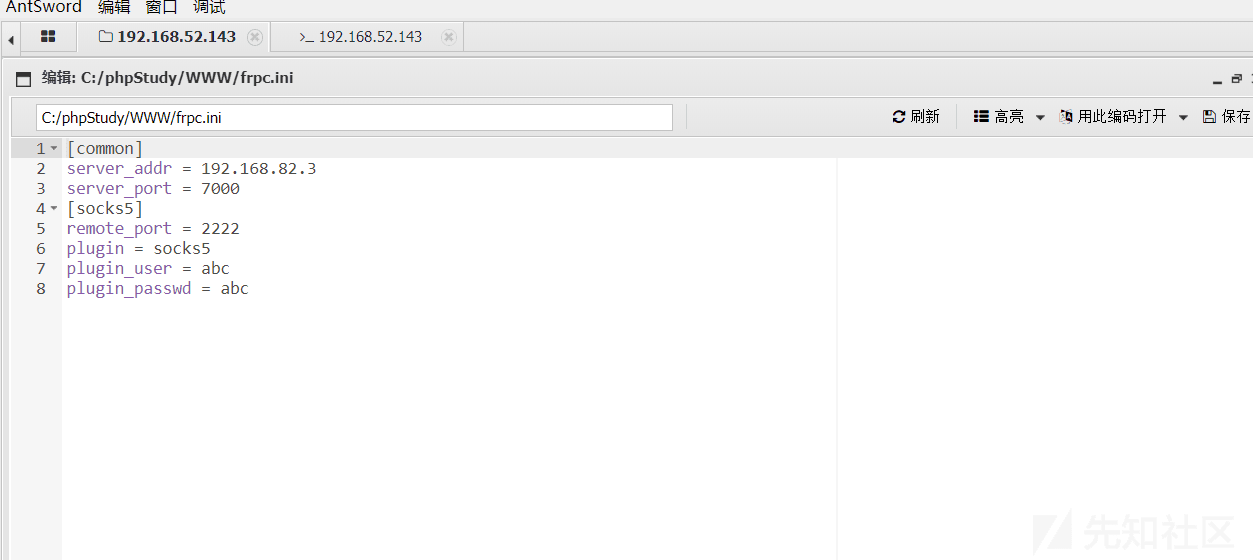 AntSword 编辑 窗口 调试
192.168.52.143 >_ 192.168.52.143
编辑: C:/phpStudy/WWW/frpc.ini
C:/phpStudy/WWW/frpc.ini 刷新 高亮 用此编码打开 保存
1 [common]
2 server_addr = 192.168.82.3
3 server_port = 7000
4 [socks5]
5 remote_port = 2222
6 plugin = socks5
7 plugin_user = abc
8 plugin_passwd = abc
先知社区